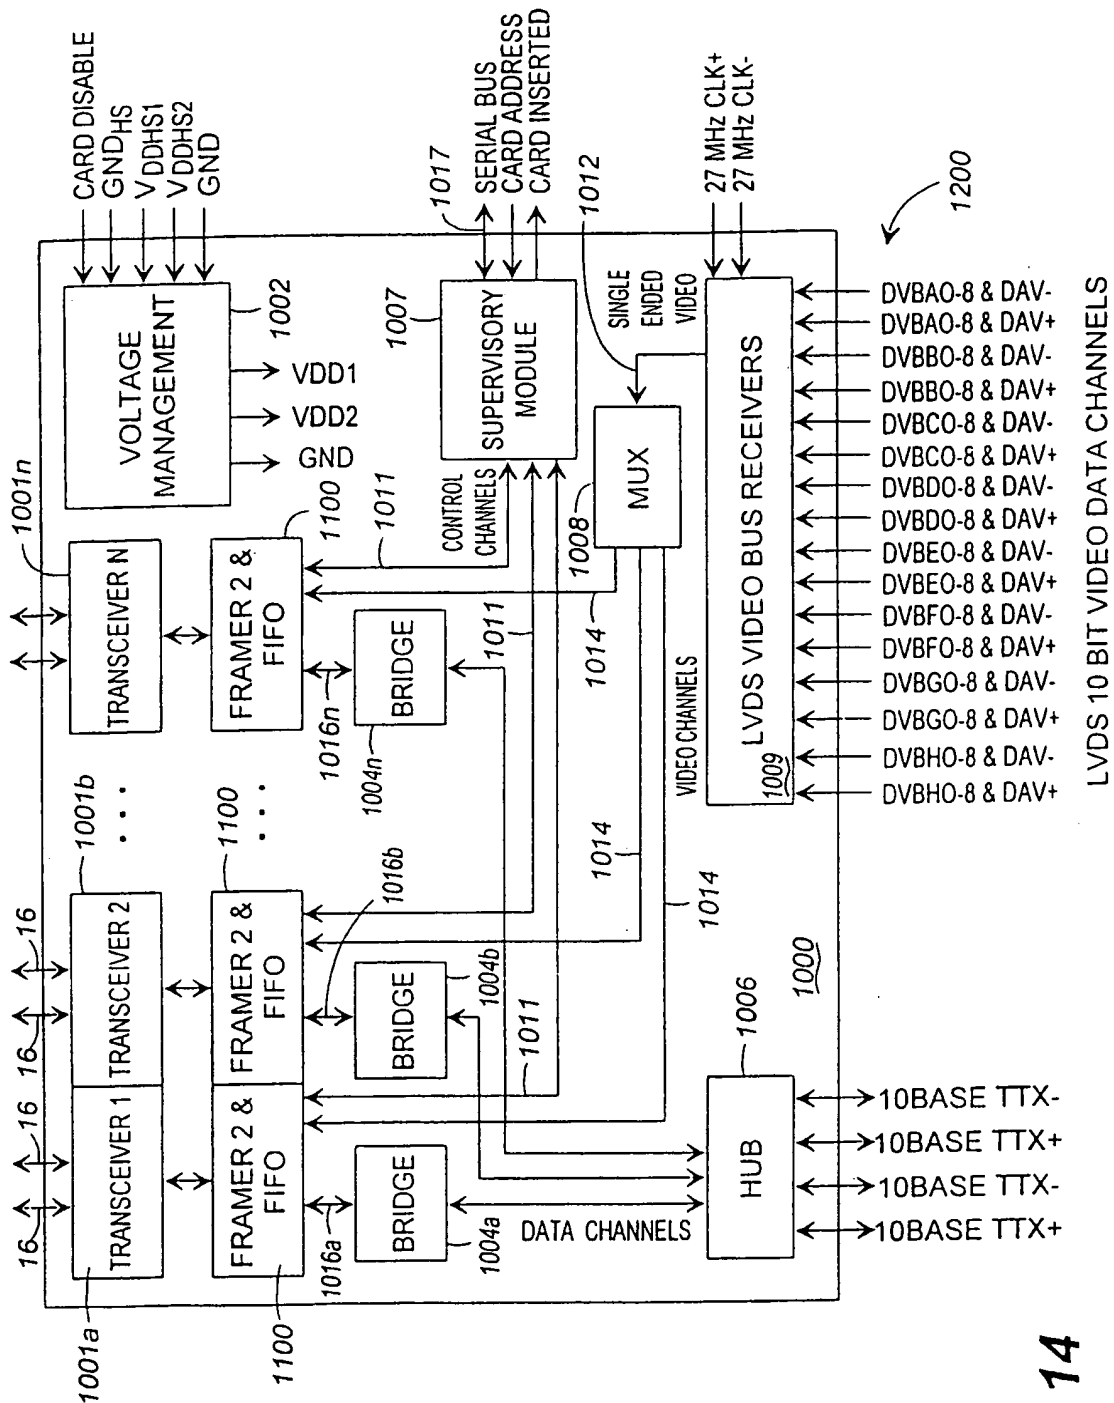 CARD DISABLE
GNDHS
VDDHS1
VDDHS2
GND
VOLTAGE
MANAGEMENT
1002
VDD1
VDD2
GND
1017
SERIAL BUS
CARD ADDRESS
CARD INSERTED
1007
SUPERVISORY
MODULE
CONTROL
CHANNELS
1012
SINGLE
ENDED
VIDEO
27 MHz CLK+
27 MHz CLK-
1008
MUX
LVDS VIDEO BUS RECEIVERS
1009
VIDEO CHANNELS
1200
1001n
TRANSCEIVER N
1100
FRAMER 2 &
FIFO
1011
1016n
BRIDGE
1004n
1011
1014
1001b
. . .
16
16
TRANSCEIVER 2
1100
. . .
FRAMER 2 &
FIFO
1016b
BRIDGE
1004b
1014
1014
1011
16
16
TRANSCEIVER 1
1001a
FRAMER 2 &
FIFO
1100
1016a
BRIDGE
1004a
DATA CHANNELS
1006
HUB
1000
DVBAO-8 & DAV-
DVBAO-8 & DAV+
DVBBO-8 & DAV-
DVBBO-8 & DAV+
DVBCO-8 & DAV-
DVBCO-8 & DAV+
DVBDO-8 & DAV-
DVBDO-8 & DAV+
DVBEO-8 & DAV-
DVBEO-8 & DAV+
DVBFO-8 & DAV-
DVBFO-8 & DAV+
DVBGO-8 & DAV-
DVBGO-8 & DAV+
DVBHO-8 & DAV-
DVBHO-8 & DAV+
LVDS 10 BIT VIDEO DATA CHANNELS
10BASE TTX-
10BASE TTX+
10BASE TTX-
10BASE TTX+
14